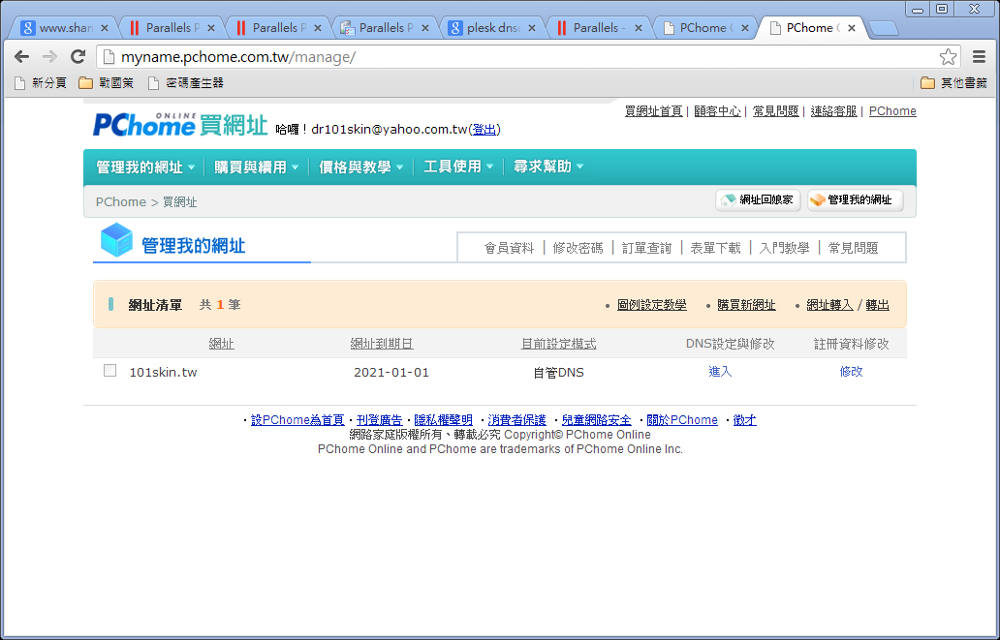 www.shan
Parallels P
Parallels P
Parallels P
plesk dns
Parallels -
PChome
PChome
myname.pchome.com.tw/manage/
新分頁 戰國策 密碼產生器 其他書籤
買網址首頁 | 顧客中心 | 常見問題 | 連絡客服 | PChome
PChome ONLINE 買網址 哈囉！dr101skin@yahoo.com.tw(登出)
管理我的網址 購買與續用 價格與教學 工具使用 尋求幫助
PChome > 買網址 網址回娘家 管理我的網址
管理我的網址 會員資料 | 修改密碼 | 訂單查詢 | 表單下載 | 入門教學 | 常見問題
網址清單 共 1 筆 • 圖例設定教學 • 購買新網址 • 網址轉入 / 轉出
網址 網址到期日 目前設定模式 DNS設定與修改 註冊資料修改
101skin.tw 2021-01-01 自管DNS 進入 修改
‧設PChome為首頁‧刊登廣告‧隱私權聲明 ‧消費者保護 ‧兒童網路安全 ‧關於PChome ‧徵才
網路家庭版權所有、轉載必究 Copyright© PChome Online
PChome Online and PChome are trademarks of PChome Online Inc.